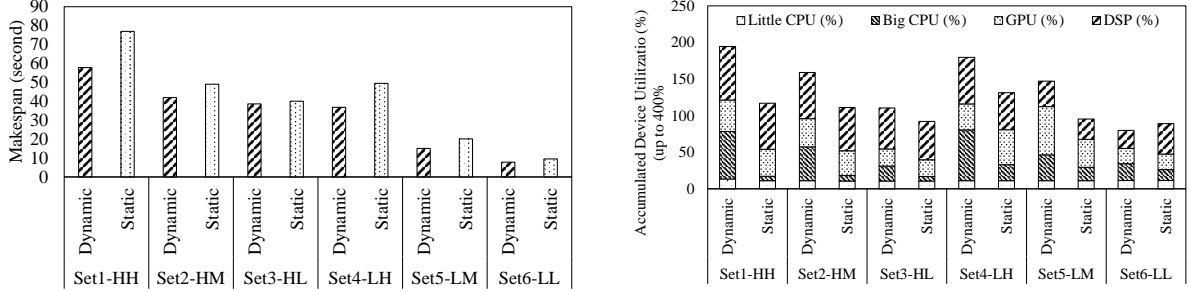 Makespan (second)
90
80
70
60
50
40
30
20
10
0
Dynamic
Static
Dynamic
Static
Dynamic
Static
Dynamic
Static
Dynamic
Static
Dynamic
Static
Set1-HH Set2-HM Set3-HL Set4-LH Set5-LM Set6-LL
Accumulated Device Utilitzatio (%)
(up to 400%
Little CPU (%) Big CPU (%) GPU (%) DSP (%)
250
200
150
100
50
0
Dynamic
Static
Dynamic
Static
Dynamic
Static
Dynamic
Static
Dynamic
Static
Dynamic
Static
Set1-HH Set2-HM Set3-HL Set4-LH Set5-LM Set6-LL